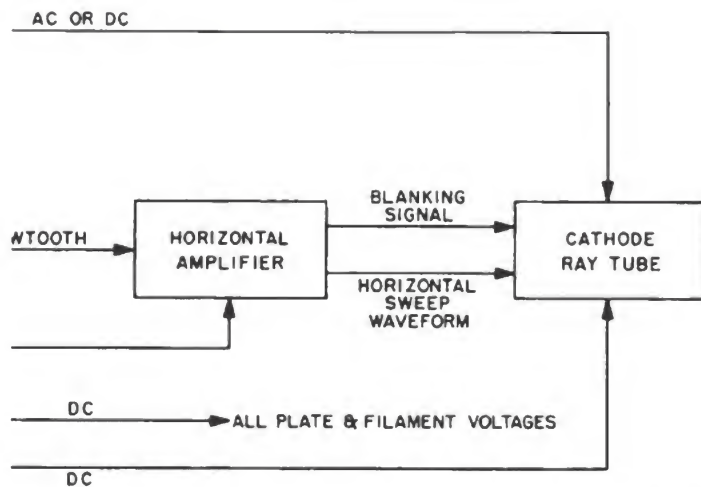 AC OR DC
BLANKING
SIGNAL
WTOOTH
HORIZONTAL
AMPLIFIER
CATHODE
RAY TUBE
HORIZONTAL
SWEEP
WAVEFORM
DC
ALL PLATE & FILAMENT VOLTAGES
DC